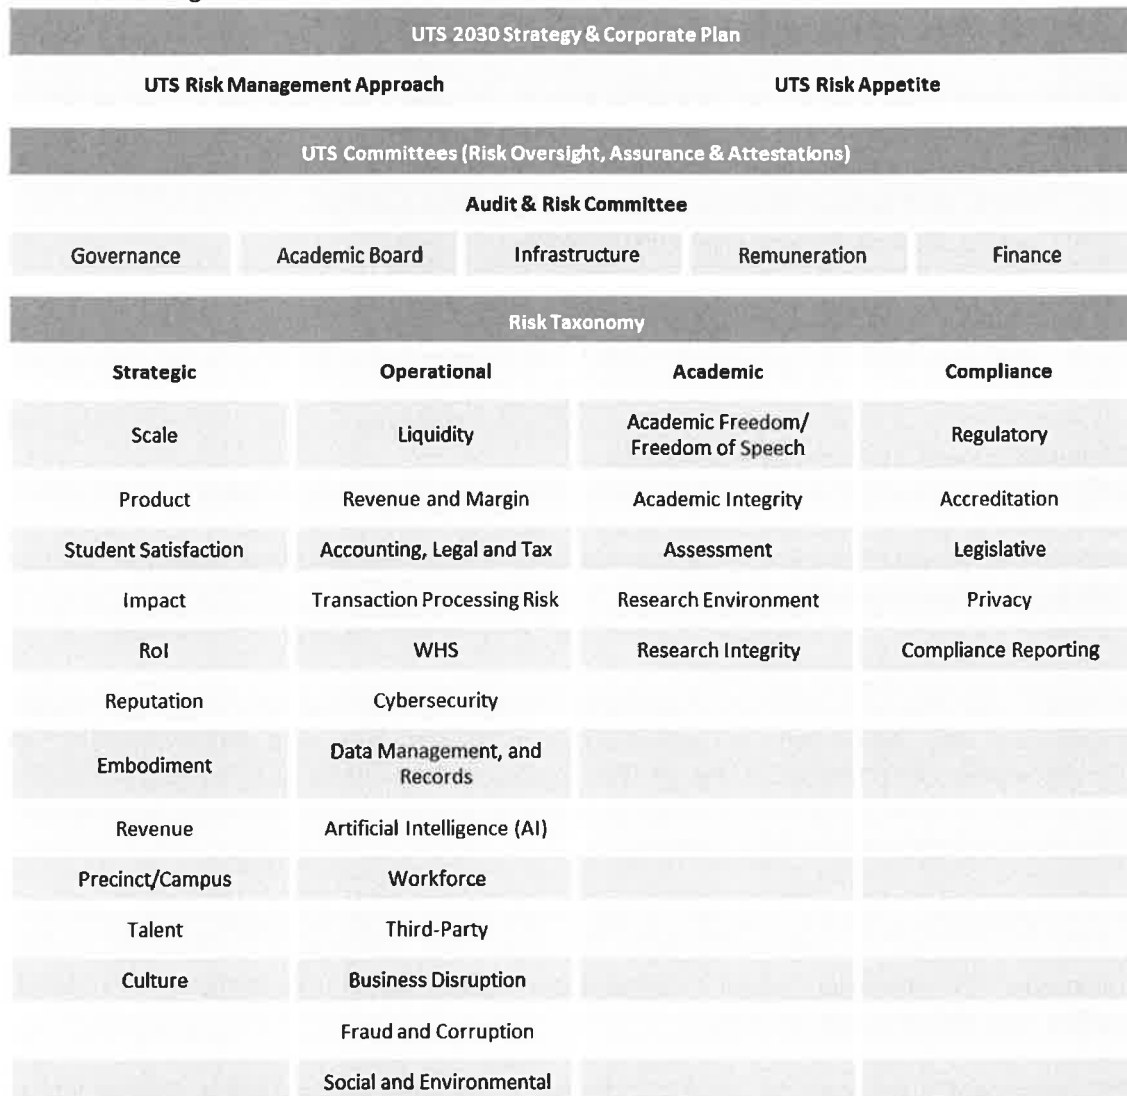 UTS 2030 Strategy & Corporate Plan
UTS Risk Management Approach UTS Risk Appetite
UTS Committees (Risk Oversight, Assurance & Attestations)
Audit & Risk Committee
Governance Academic Board Infrastructure Remuneration Finance
Risk Taxonomy
Strategic Operational Academic Compliance
Scale Liquidity Academic Freedom/ Regulatory
Freedom of Speech
Product Revenue and Margin Academic Integrity Accreditation
Student Satisfaction Accounting, Legal and Tax Assessment Legislative
Impact Transaction Processing Risk Research Environment Privacy
RoI WHS Research Integrity Compliance Reporting
Reputation Cybersecurity
Embodiment Data Management, and
Records
Revenue Artificial Intelligence (AI)
Precinct/Campus Workforce
Talent Third-Party
Culture Business Disruption
Fraud and Corruption
Social and Environmental